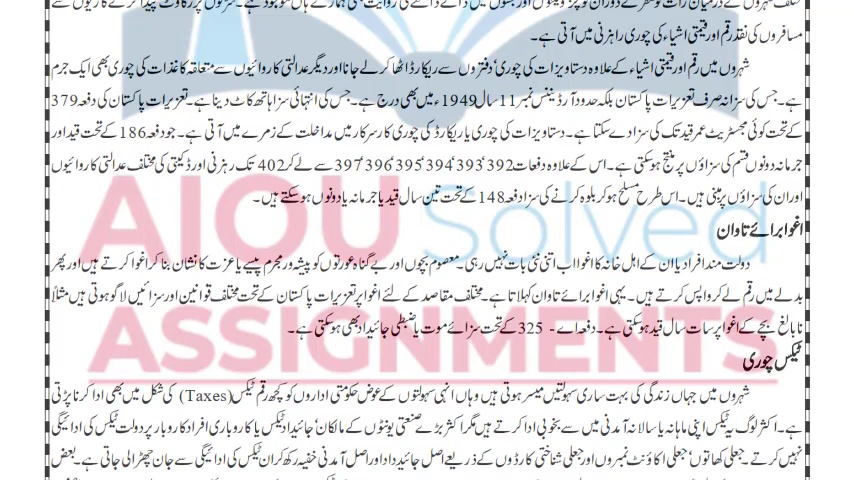 مختلف شہروں کے درمیان رات کو سفر کے دوران کوچز ویگنوں اور بسوں میں ڈاکے ڈالنے کی روایت بھی ہمارے ہاں موجود ہے۔ سڑکوں پر رکاوٹ پیدا کر کے گاڑیوں سے
مسافروں کی نقد رقم اور قیمتی اشیاء کی چوری راہزنی میں آتی ہے۔
شہروں میں رقم اور قیمتی اشیاء کے علاوہ دستاویزات کی چوری' دفتروں سے ریکارڈ اٹھا کر لے جانا اور دیگر عدالتی کاروائیوں سے متعلقہ کاغذات کی چوری بھی ایک جرم
ہے۔ جس کی سزا نہ صرف تعزیرات پاکستان بلکہ حدود آرڈیننس نمبر 11 سال 1949ء میں بھی درج ہے۔ جس کی انتہائی سزا ہاتھ کاٹ دینا ہے۔ تعزیرات پاکستان کی دفعہ 379
کے تحت کوئی مجسٹریٹ عمر قید تک کی سزا دے سکتا ہے۔ دستاویزات کی چوری یا ریکارڈ کی چوری کار سرکار میں مداخلت کے زمرے میں آتی ہے۔ جو دفعہ 186 کے تحت قید اور
جرمانہ دونوں قسم کی سزاؤں پر منتج ہو سکتی ہے۔ اس کے علاوہ دفعات 392'393'394'395'396'397 سے لے کر 402 تک رہزنی اور ڈکیتی کی مختلف عدالتی کاروائیوں
اور ان کی سزاؤں پر مبنی ہیں۔ اس طرح مسلح ہو کر بلوہ کرنے کی سزا دفعہ 148 کے تحت تین سال قید یا جرمانہ یا دونوں ہو سکتے ہیں۔
اغوا برائے تاوان
دولت مند افراد یا ان کے اہل خانہ کا اغوا اب اتنی نئی بات نہیں رہی۔ معصوم بچوں اور بے گناہ عورتوں کو پیشہ ور مجرم پیسے یا عزت کا نشان بنا کر اغوا کرتے ہیں اور پھر
بدلے میں رقم لے کر واپس کرتے ہیں۔ یہی اغوا برائے تاوان کہلاتا ہے۔ مختلف مقاصد کے لئے اغوا پر تعزیرات پاکستان کے تحت مختلف قوانین اور سزائیں لاگو ہوتی ہیں مثلاً
نابالغ بچے کے اغوا پر سات سال قید ہو سکتی ہے۔ دفعہ اے - 325 کے تحت سزائے موت یا ضبطی جائیداد بھی ہو سکتی ہے۔
ٹیکس چوری
شہروں میں جہاں زندگی کی بہت ساری سہولتیں میسر ہوتی ہیں وہاں انہی سہولتوں کے عوض حکومتی اداروں کو کچھ رقم ٹیکس (Taxes) کی شکل میں بھی ادا کرنا پڑتی
ہے۔ اکثر لوگ یہ ٹیکس اپنی ماہانہ یا سالانہ آمدنی میں سے بخوبی ادا کرتے ہیں مگر اکثر بڑے صنعتی یونٹوں کے مالکان' جائیداد ٹیکس یا کاروباری افراد کاروبار پر دولت ٹیکس کی ادائیگی
نہیں کرتے۔ جعلی کھاتوں' جعلی اکاؤنٹ نمبروں اور جعلی شناختی کارڈوں کے ذریعے اصل جائیداد اور اصل آمدنی خفیہ رکھ کر ان ٹیکس کی ادائیگی سے جان چھڑالی جاتی ہے۔ بعض
AIOU Solved
ASSIGNMENTS